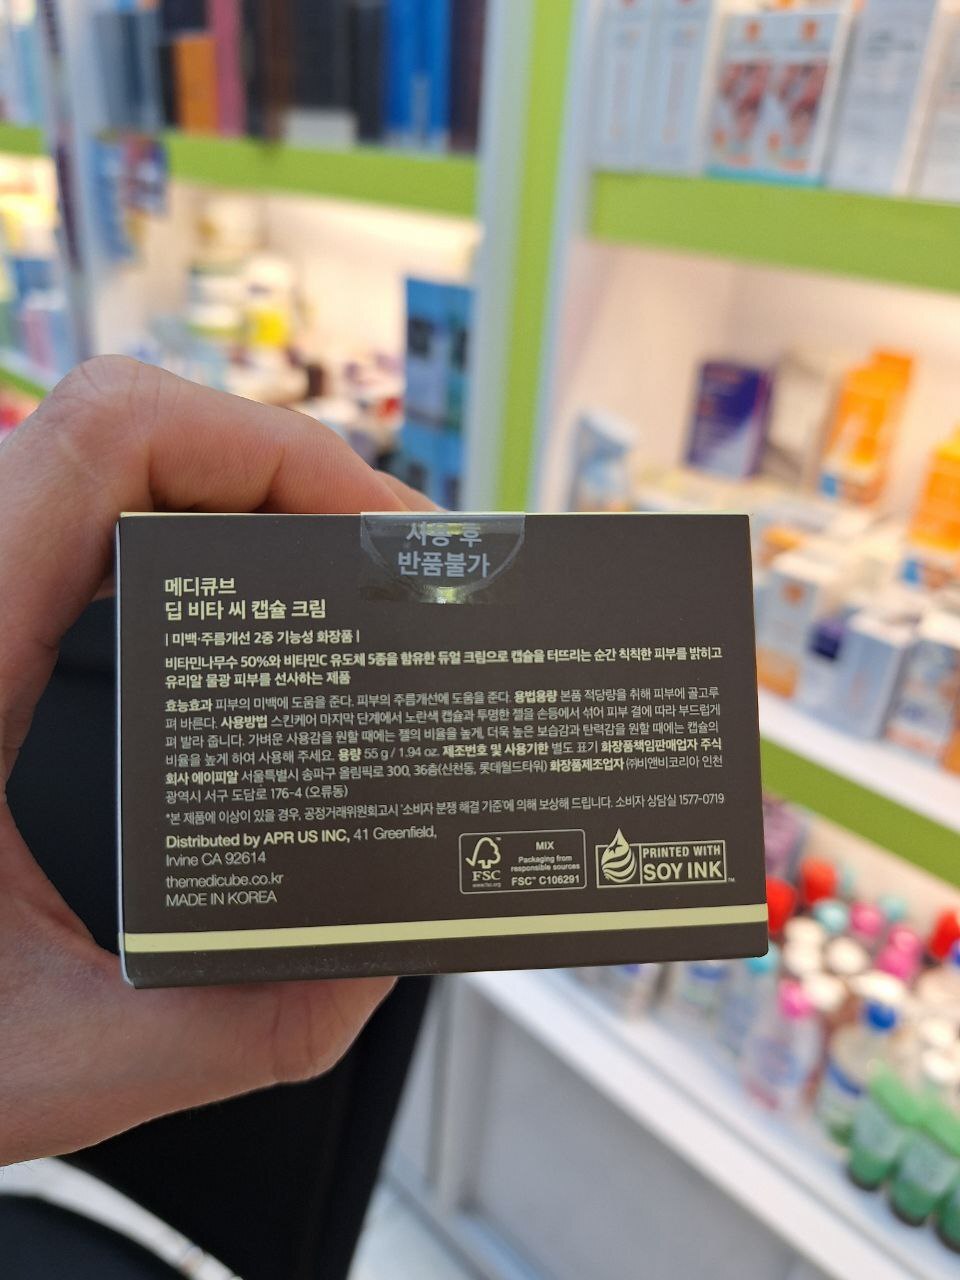 사용 후
반품불가
메디큐브
딥 비타 씨 캡슐 크림
| 미백·주름개선 2중 기능성 화장품 |
비타민나무수 50%와 비타민C 유도체 5종을 함유한 듀얼 크림으로 캡슐을 터뜨리는 순간 칙칙한 피부를 밝히고
유리알 물광 피부를 선사하는 제품
효능효과 피부의 미백에 도움을 준다. 피부의 주름개선에 도움을 준다. 용법용량 본품 적당량을 취해 피부에 골고루
펴 바른다. 사용방법 스킨케어 마지막 단계에서 노란색 캡슐과 투명한 젤을 손등에서 섞어 피부 결에 따라 부드럽게
펴 발라 줍니다. 가벼운 사용감을 원할 때에는 젤의 비율을 높게, 더욱 높은 보습감과 탄력감을 원할 때에는 캡슐의
비율을 높게 하여 사용해 주세요. 용량 55 g / 1.94 oz. 제조번호 및 사용기한 별도 표기 화장품책임판매업자 주식
회사 에이피알 서울특별시 송파구 올림픽로 300, 36층(신천동, 롯데월드타워) 화장품제조업자 ㈜비앤비코리아 인천
광역시 서구 도담로 176-4 (오류동)
*본 제품에 이상이 있을 경우, 공정거래위원회고시 '소비자 분쟁 해결 기준'에 의해 보상해 드립니다. 소비자 상담실 1577-0719
Distributed by APR US INC, 41 Greenfield,
Irvine CA 92614
themedicube.co.kr
MADE IN KOREA
FSC
www.fsc.org
MIX
Packaging from
responsible sources
FSC™ C106291
PRINTED WITH
SOY INK™